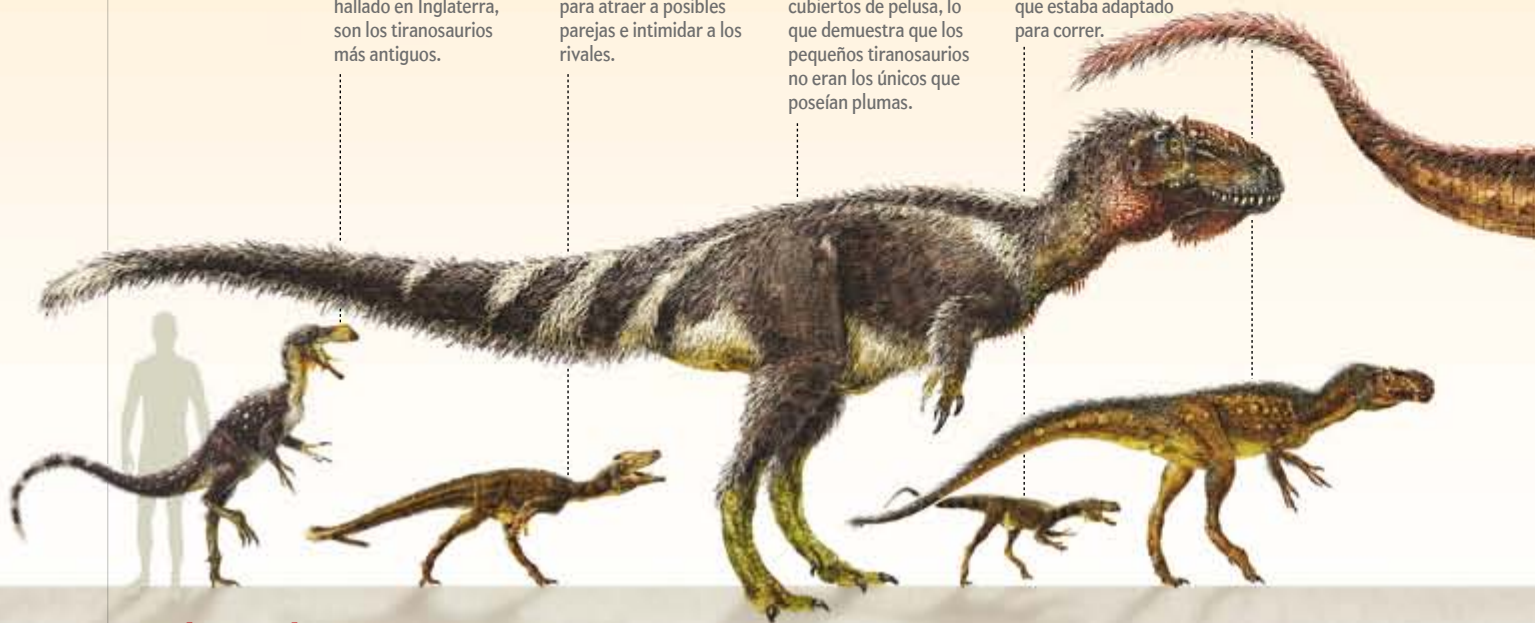 hallado en Inglaterra,
son los tiranosaurios
más antiguos.
para atraer a posibles
parejas e intimidar a los
rivales.
cubiertos de pelusa, lo
que demuestra que los
pequeños tiranosaurios
no eran los únicos que
poseían plumas.
que estaba adaptado
para correr.